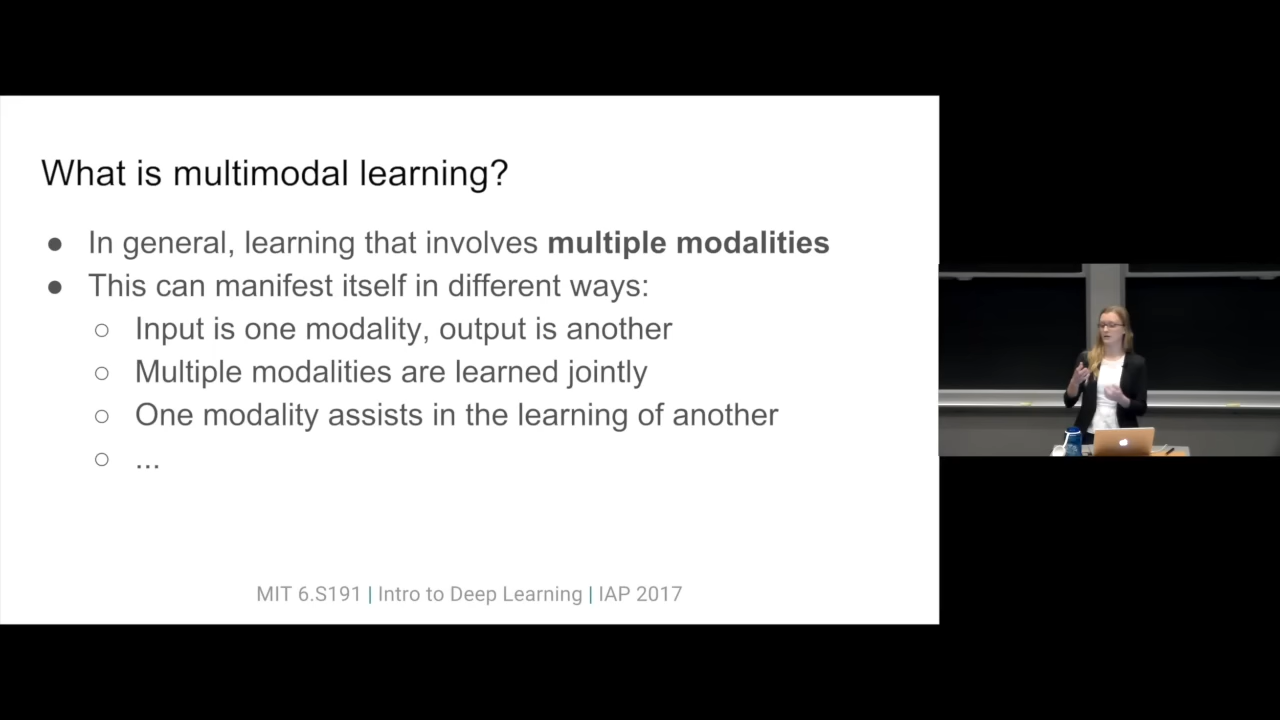 What is multimodal learning?
● In general, learning that involves multiple modalities
● This can manifest itself in different ways:
○ Input is one modality, output is another
○ Multiple modalities are learned jointly
○ One modality assists in the learning of another
○ ...
MIT 6.S191 | Intro to Deep Learning | IAP 2017